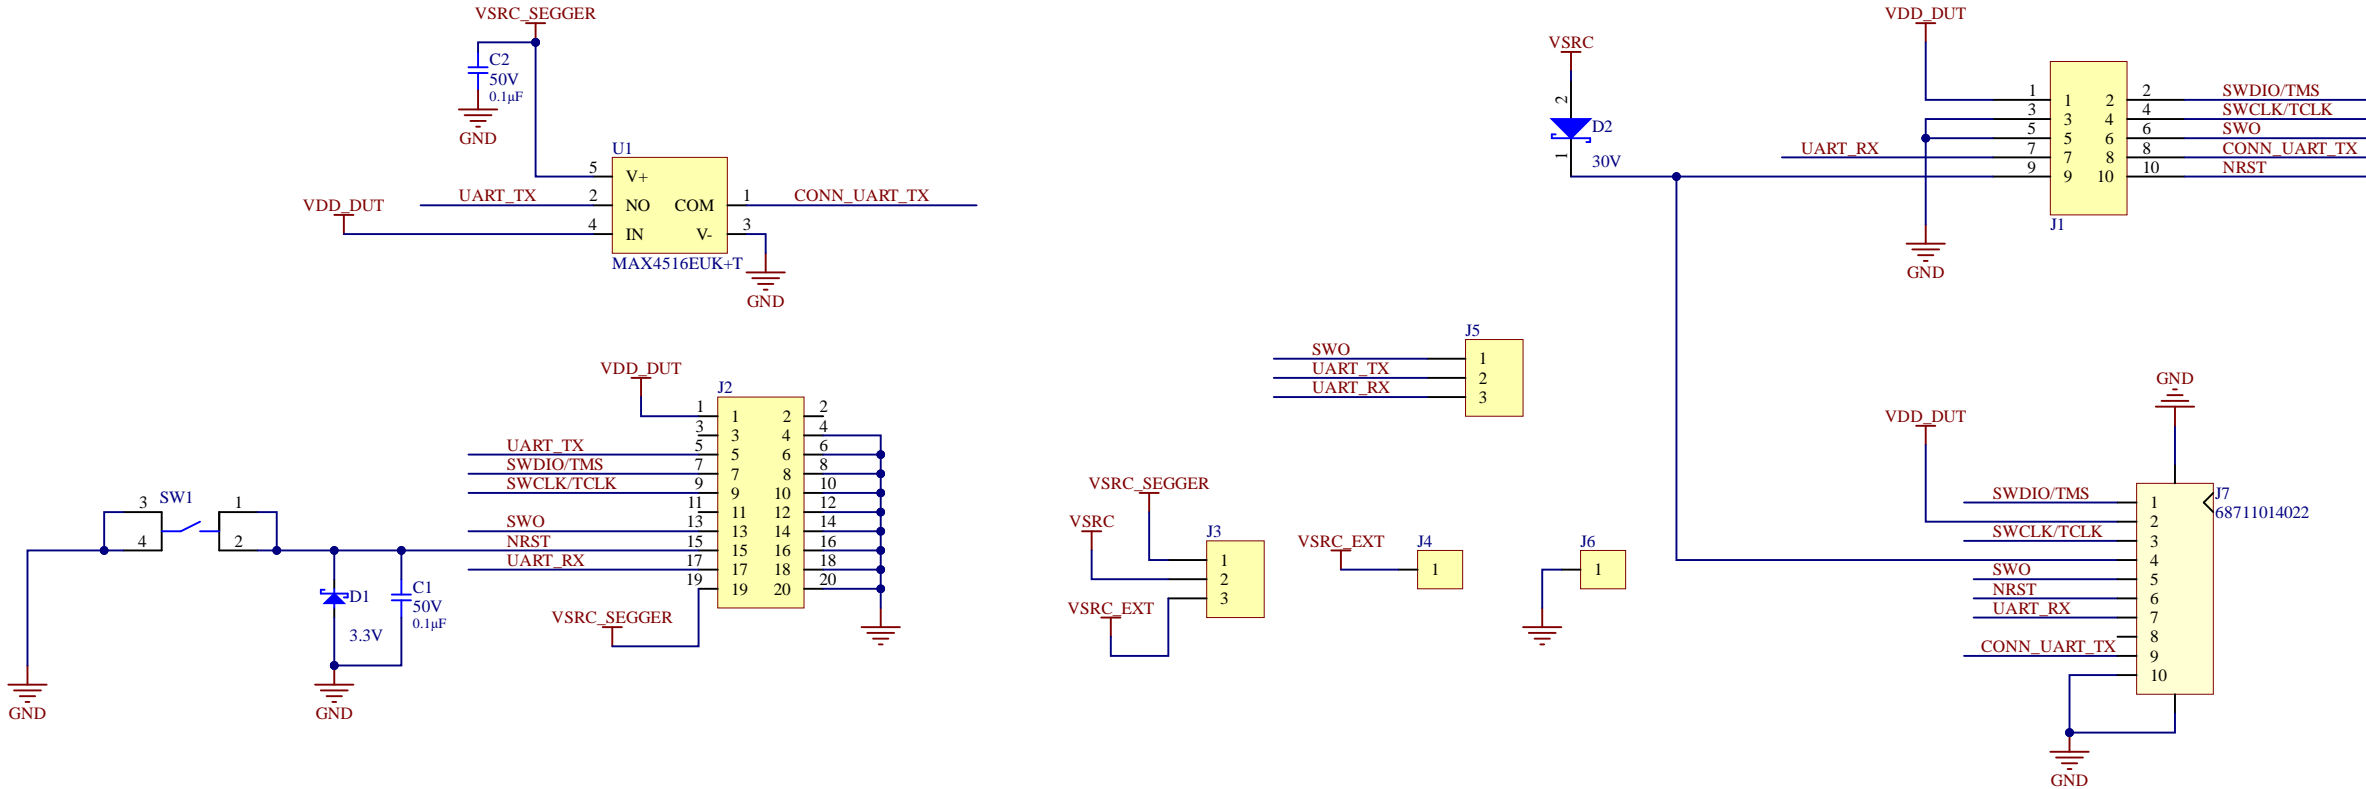 VSRC_SEGGER
C2
50V
0.1µF
GND
U1
5 V+
UART_TX 2 NO COM 1 CONN_UART_TX
VDD_DUT 4 IN V- 3
MAX4516EUK+T
GND
VSRC
2
D2
1 30V
VDD_DUT
1 1 2 2 SWDIO/TMS
3 3 4 4 SWCLK/TCLK
5 5 6 6 SWO
UART_RX 7 7 8 8 CONN_UART_TX
9 9 10 10 NRST
J1
GND
J5
SWO 1
UART_TX 2
UART_RX 3
VDD_DUT
J2
1 1 2 2
3 3 4 4
UART_TX 5 5 6 6
SWDIO/TMS 7 7 8 8
SWCLK/TCLK 9 9 10 10
11 11 12 12
SWO 13 13 14 14
NRST 15 15 16 16
UART_RX 17 17 18 18
19 19 20 20
VSRC_SEGGER
SW1
3 1
4 2
D1
3.3V
C1
50V
0.1µF
GND
GND
VSRC_SEGGER
VSRC
VSRC_EXT
J3
1
2
3
VSRC_EXT
J4
1
J6
1
GND
VDD_DUT
J7
68711014022
SWDIO/TMS 1
2
SWCLK/TCLK 3
4
SWO 5
NRST 6
UART_RX 7
8
CONN_UART_TX 9
10
GND